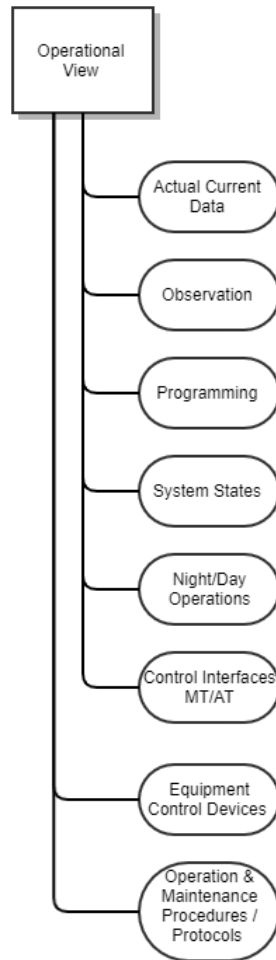 Operational
View
Actual Current
Data
Observation
Programming
System States
Night/Day
Operations
Control Interfaces
MT/AT
Equipment
Control Devices
Operation &
Maintenance
Procedures /
Protocols